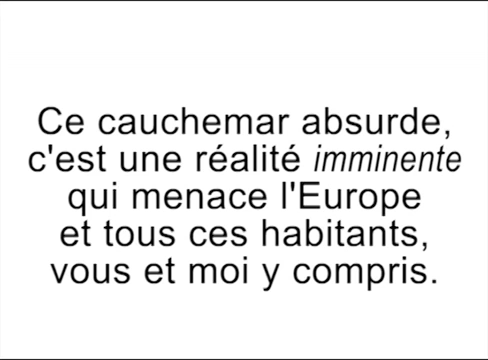 Ce cauchemar absurde,
c'est une réalité imminente
qui menace l'Europe
et tous ces habitants,
vous et moi y compris.